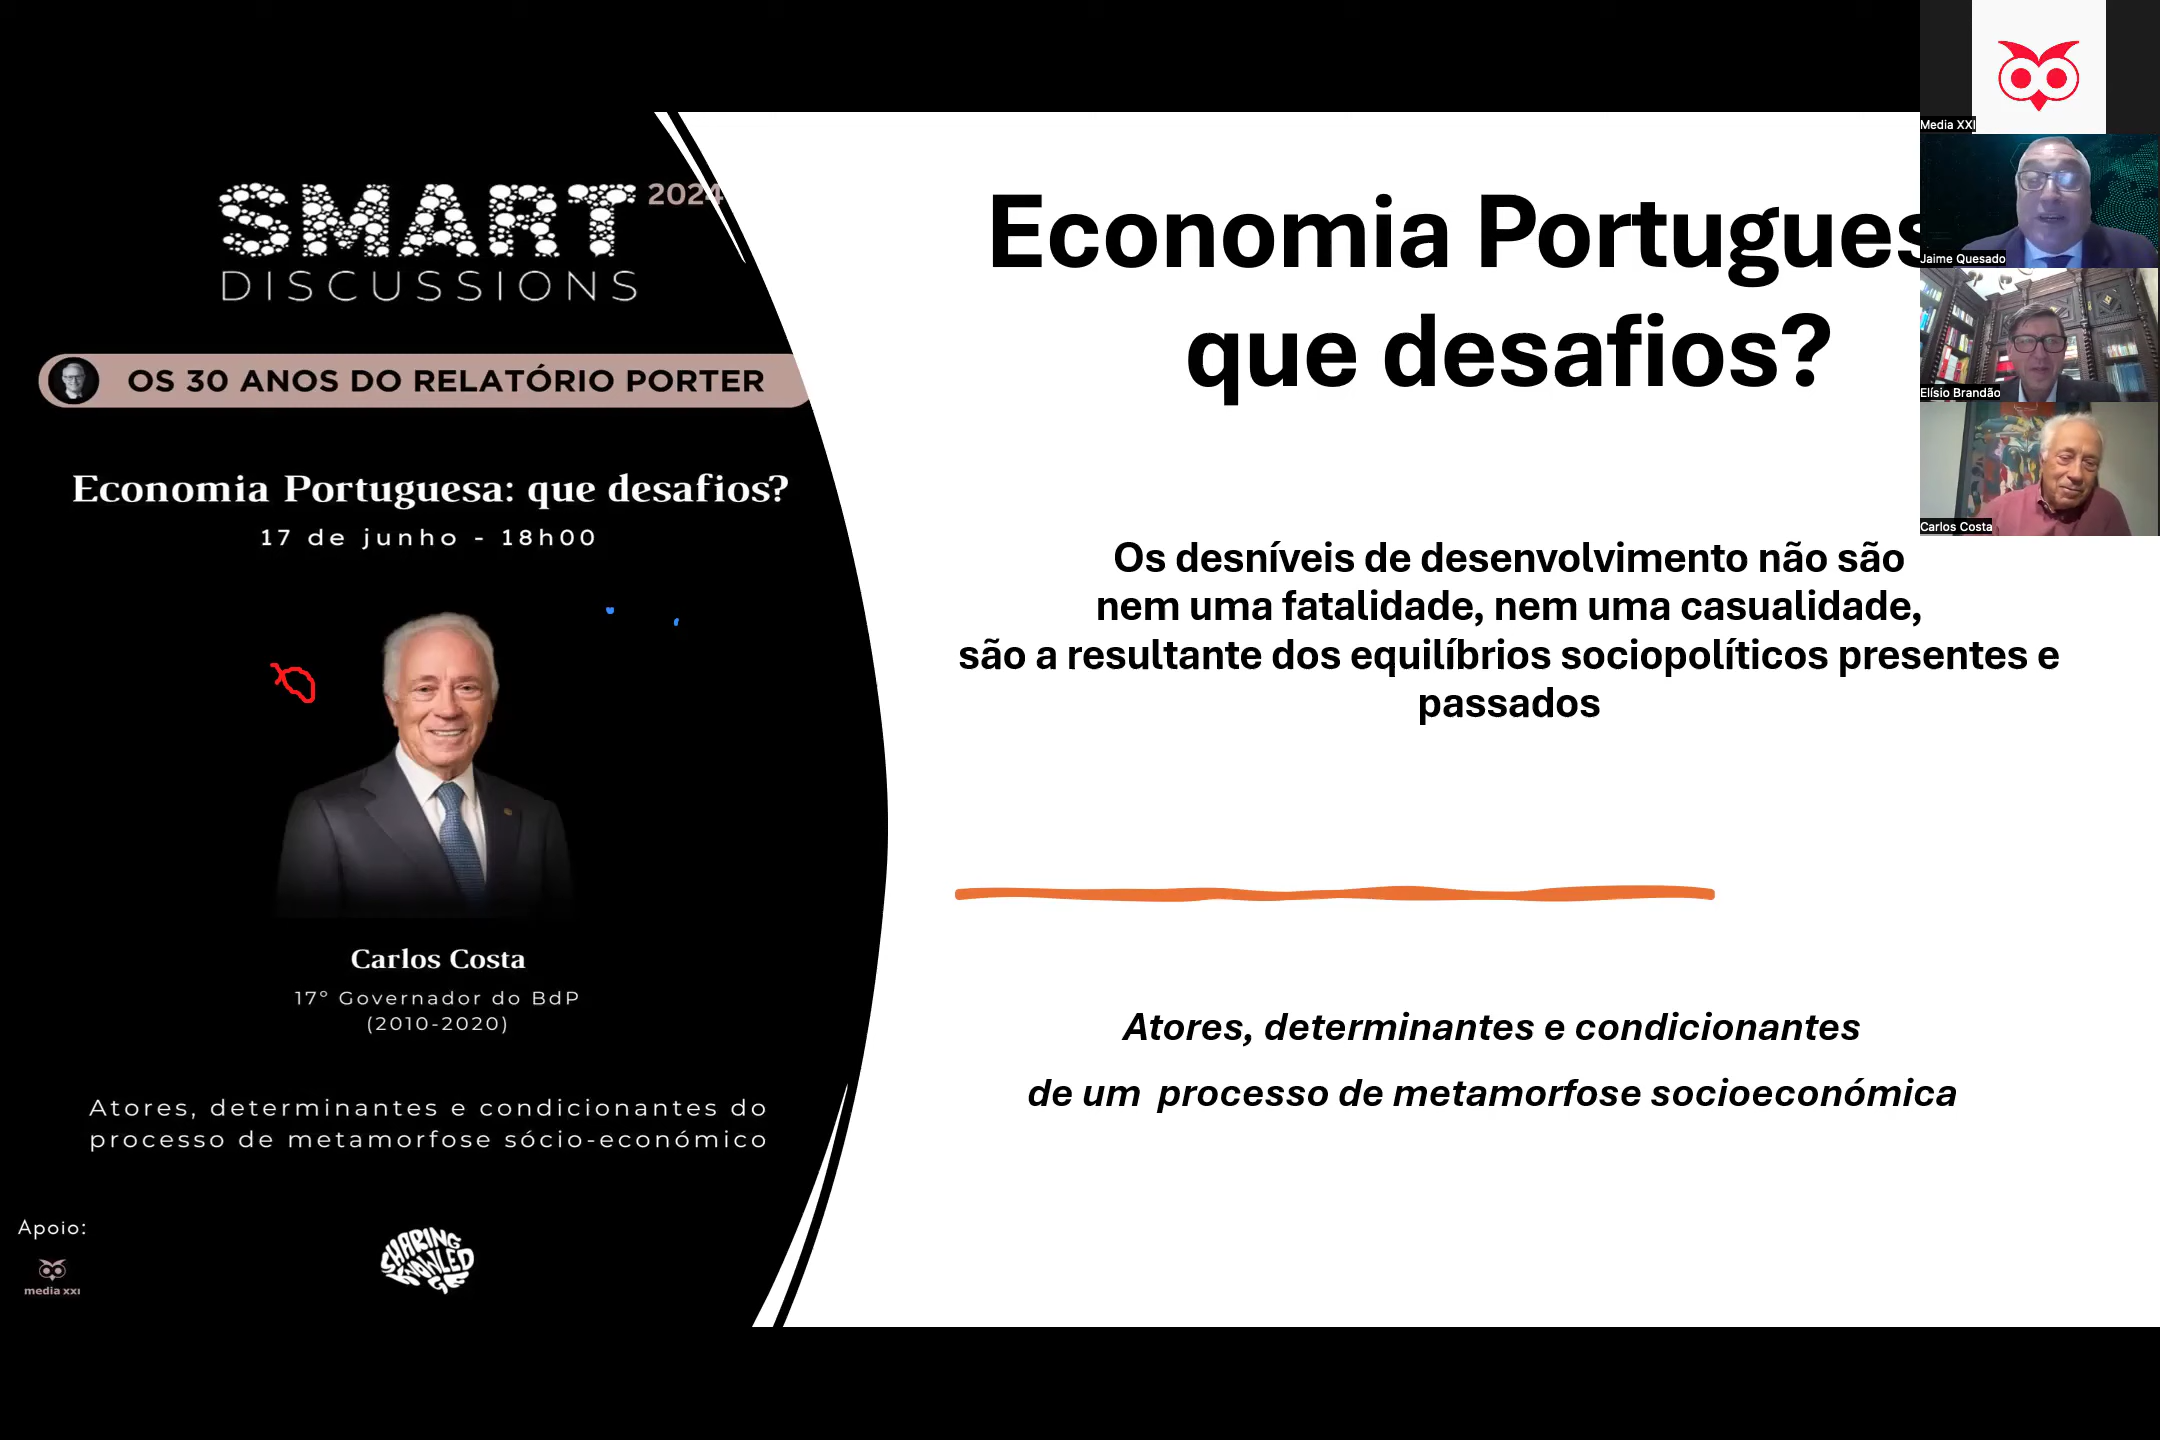 SMART 2024
DISCUSSIONS
OS 30 ANOS DO RELATÓRIO PORTER
Economia Portuguesa: que desafios?
17 de junho - 18h00
Carlos Costa
17º Governador do BdP
(2010-2020)
Atores, determinantes e condicionantes do
processo de metamorfose sócio-económico
Apoio:
media xxi
SHARING
KNOWLED
GE
Economia Portugues
que desafios?
Os desníveis de desenvolvimento não são
nem uma fatalidade, nem uma casualidade,
são a resultante dos equilíbrios sociopolíticos presentes e
passados
Atores, determinantes e condicionantes
de um processo de metamorfose socioeconómica
Media XXI
Jaime Quesado
Elísio Brandão
Carlos Costa